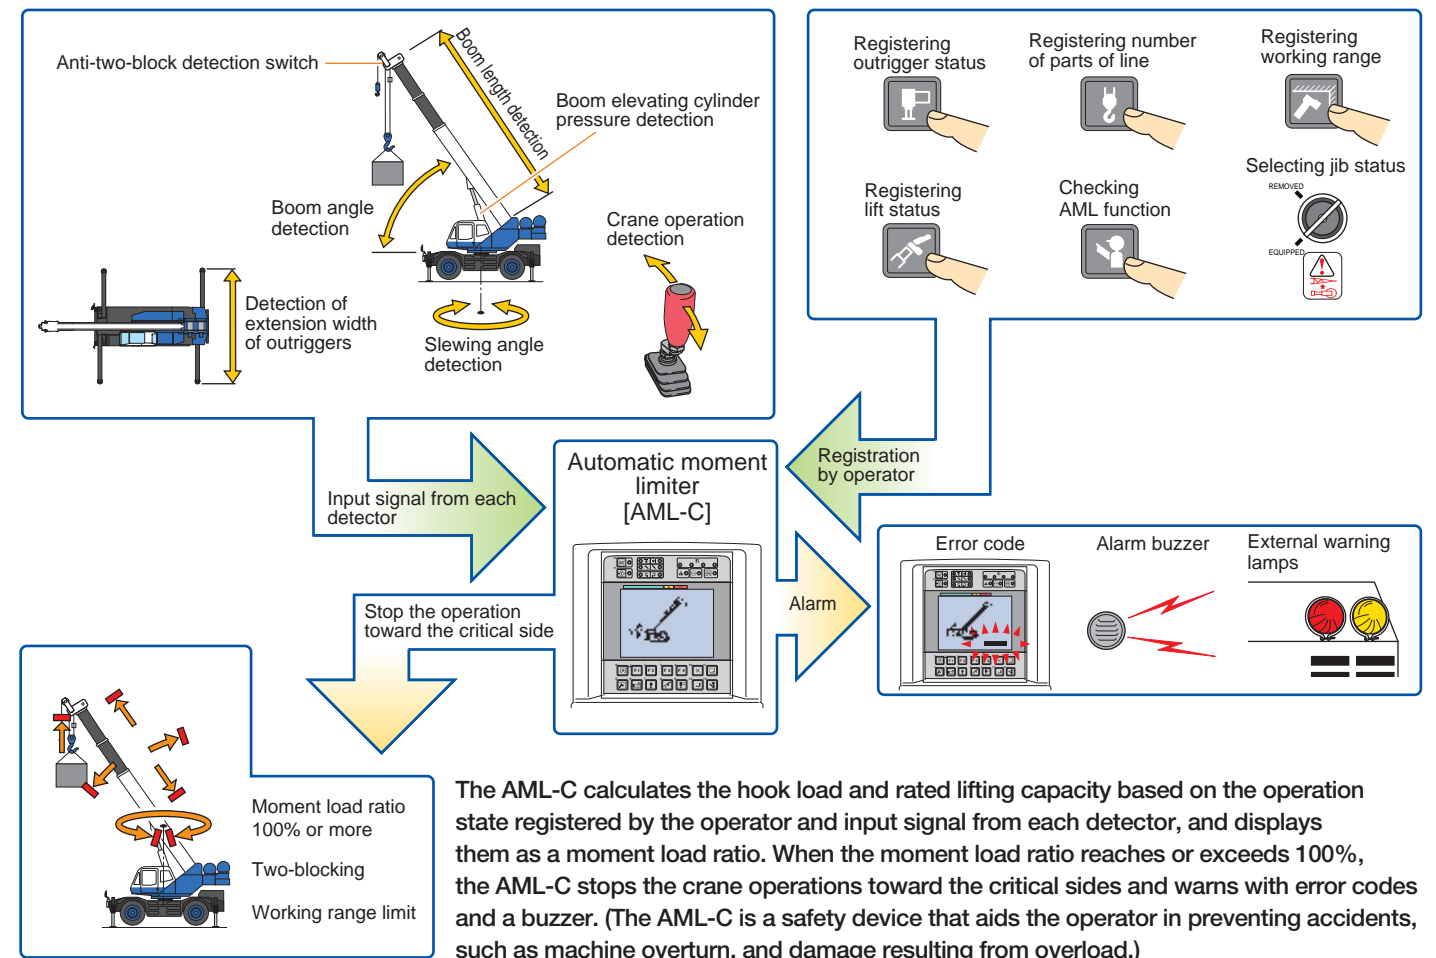 Anti-two-block detection switch
Boom length detection
Boom elevating cylinder
pressure detection
Boom angle
detection
Crane operation
detection
Detection of
extension width
of outriggers
Slewing angle
detection
Registering
outrigger status
Registering number
of parts of line
Registering
working range
Registering
lift status
Checking
AML function
Selecting jib status
REMOVED
EQUIPPED
Input signal from each
detector
Automatic moment
limiter
[AML-C]
Registration
by operator
Stop the operation
toward the critical side
Alarm
Error code
Alarm buzzer
External warning
lamps
Moment load ratio
100% or more
Two-blocking
Working range limit
The AML-C calculates the hook load and rated lifting capacity based on the operation
state registered by the operator and input signal from each detector, and displays
them as a moment load ratio. When the moment load ratio reaches or exceeds 100%,
the AML-C stops the crane operations toward the critical sides and warns with error codes
and a buzzer. (The AML-C is a safety device that aids the operator in preventing accidents,
such as machine overturn, and damage resulting from overload.)